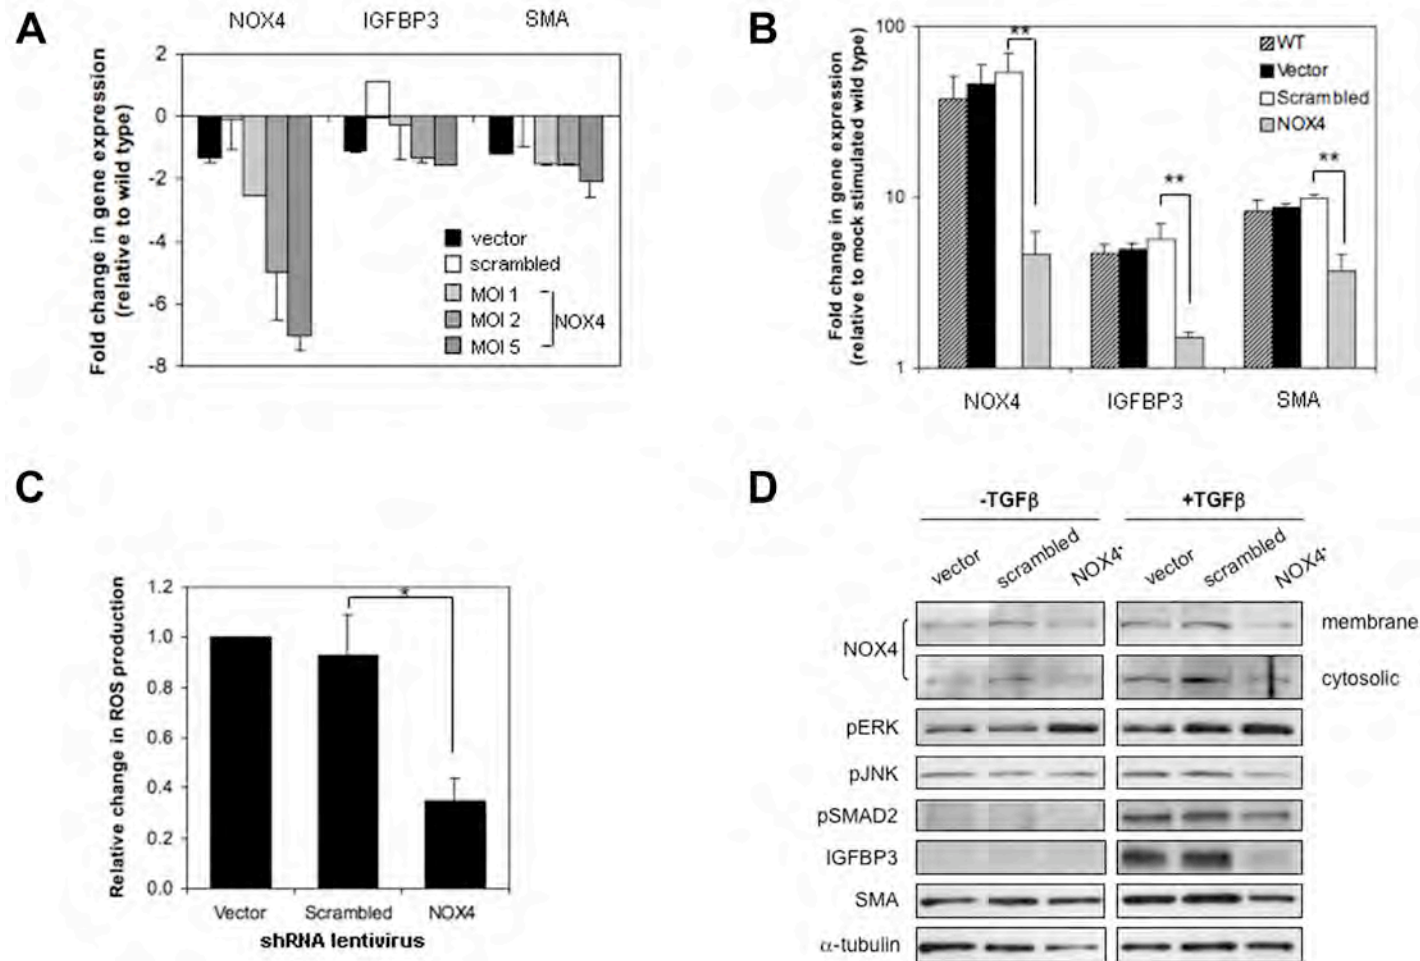 A
NOX4 IGFBP3 SMA
Fold change in gene expression
(relative to wild type)
2
0
-2
-4
-6
-8
vector
scrambled
MOI 1
MOI 2
MOI 5
NOX4
B
Fold change in gene expression
(relative to mock stimulated wild type)
100
10
1
**
**
**
WT
Vector
Scrambled
NOX4
NOX4 IGFBP3 SMA
C
Relative change in ROS production
1.2
1.0
0.8
0.6
0.4
0.2
0.0
*
Vector Scrambled NOX4
shRNA lentivirus
D
-TGFβ +TGFβ
vector scrambled NOX4- vector scrambled NOX4-
NOX4
membrane
cytosolic
pERK
pJNK
pSMAD2
IGFBP3
SMA
α-tubulin